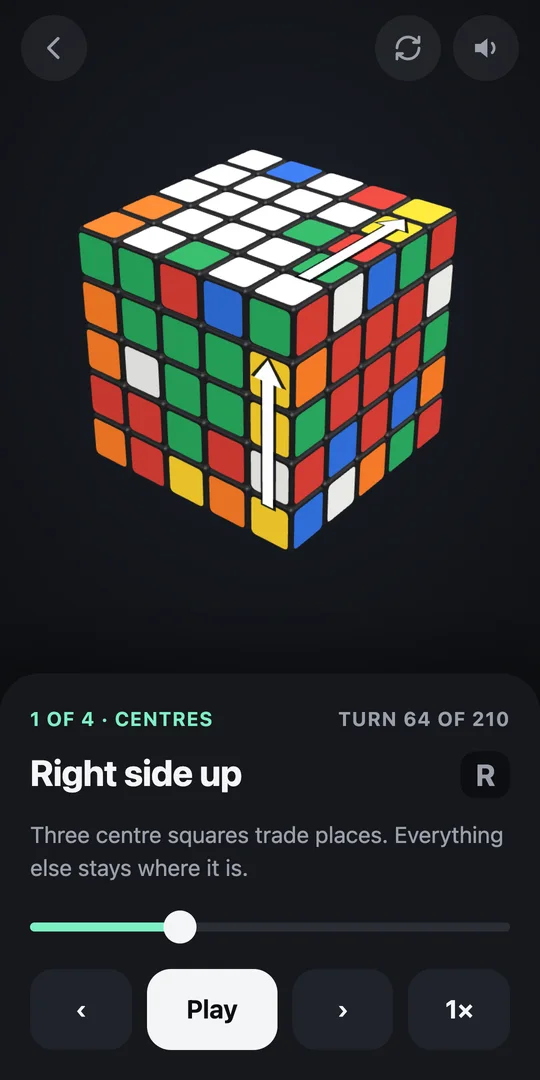 1 OF 4 · CENTRES
TURN 64 OF 210
Right side up
R
Three centre squares trade places. Everything
else stays where it is.
‹
Play
›
1×